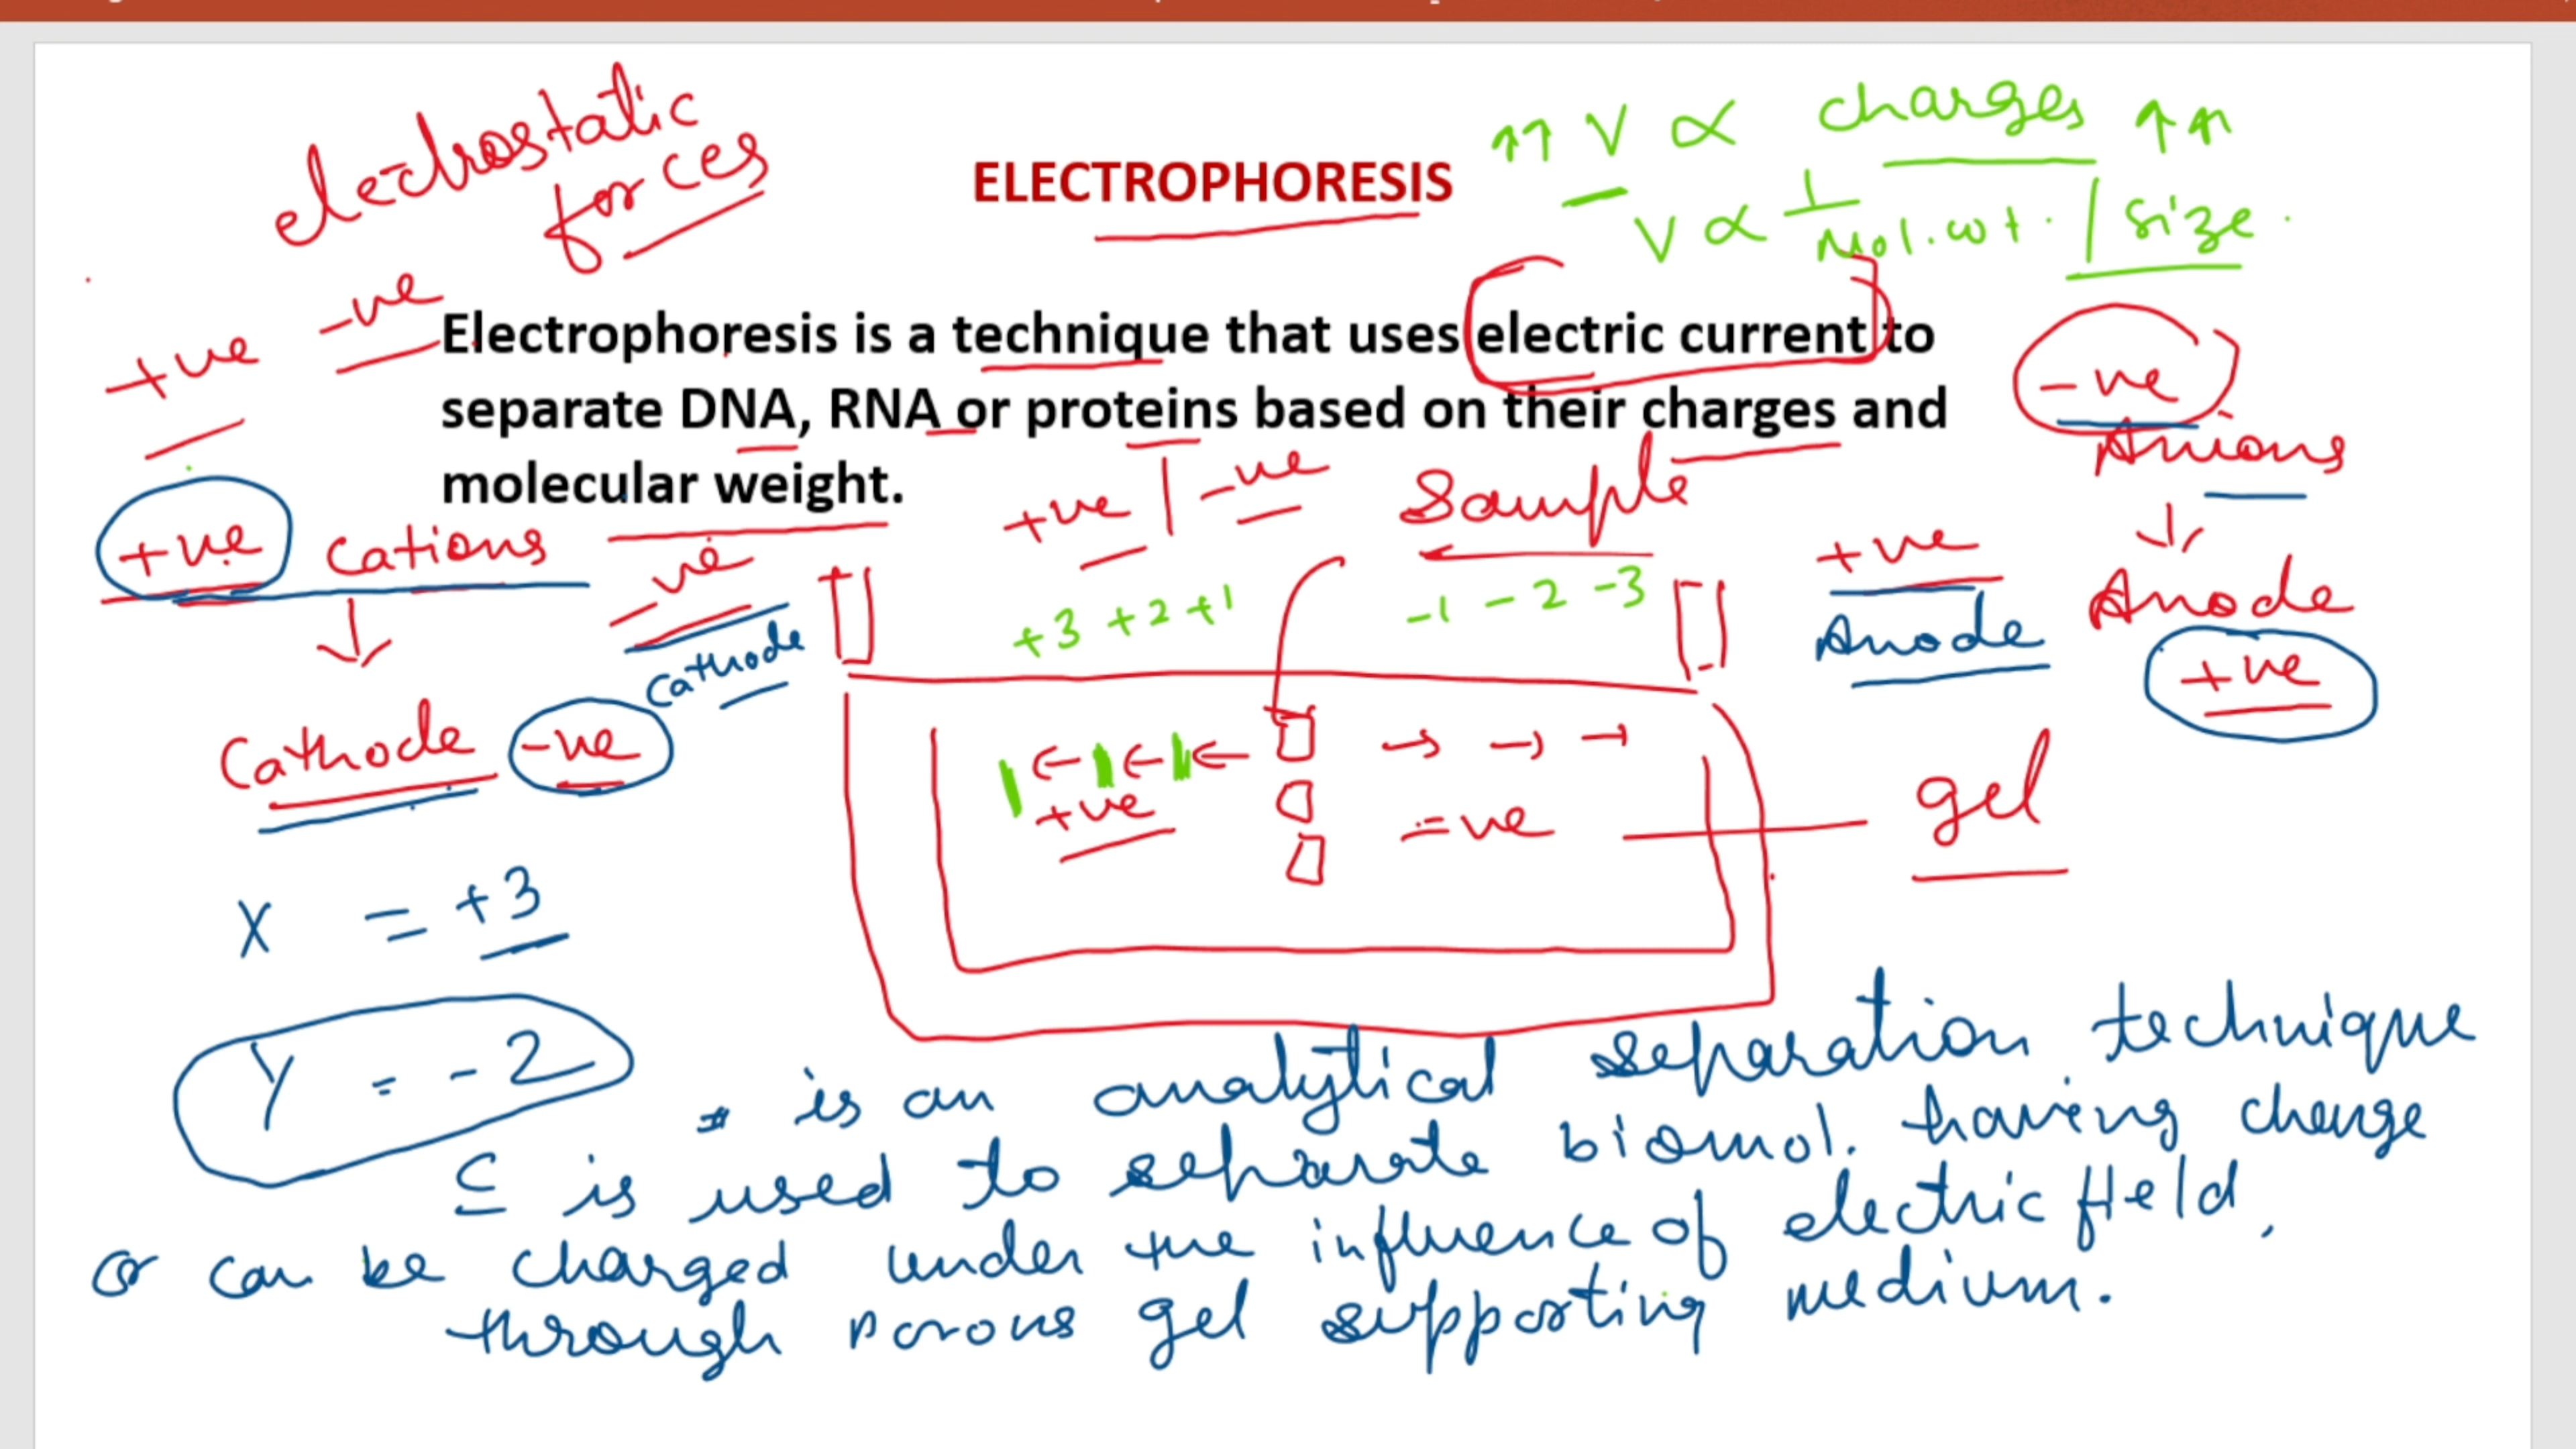 electrostatic
forces
ELECTROPHORESIS
↑↑ V ∝ charges ↑↑
V ∝ 1/Mol.wt. / size.
+ve -ve
Electrophoresis is a technique that uses electric current to
separate DNA, RNA or proteins based on their charges and
molecular weight.
-ve
Anions
↓
Anode
+ve
+ve | -ve
Sample
+ve cations
↓
Cathode -ve
-ve
cathode
+3 +2 +1
-1 -2 -3
+ve
Anode
← ← ←
→ → →
+ve
-ve
gel
X = +3
Y = -2
is an analytical separation technique
c is used to separate biomol. having charge
or can be charged under the influence of electric field,
through porous gel supporting medium.